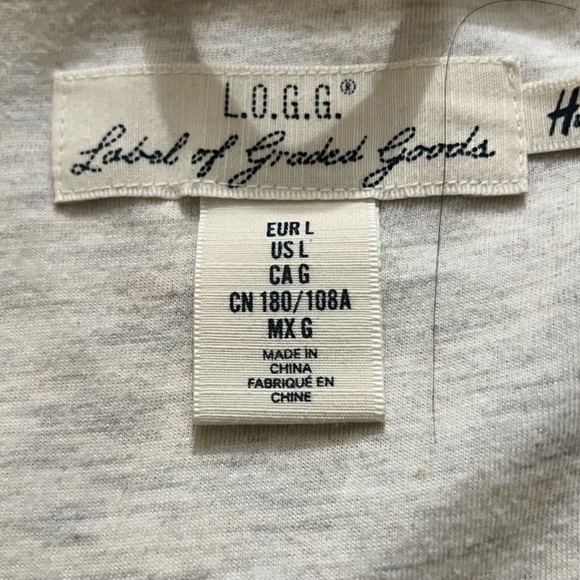 L.O.G.G.®
Label of Graded Goods
EUR L
US L
CA G
CN 180/108A
MX G
MADE IN
CHINA
FABRIQUÉ EN
CHINE